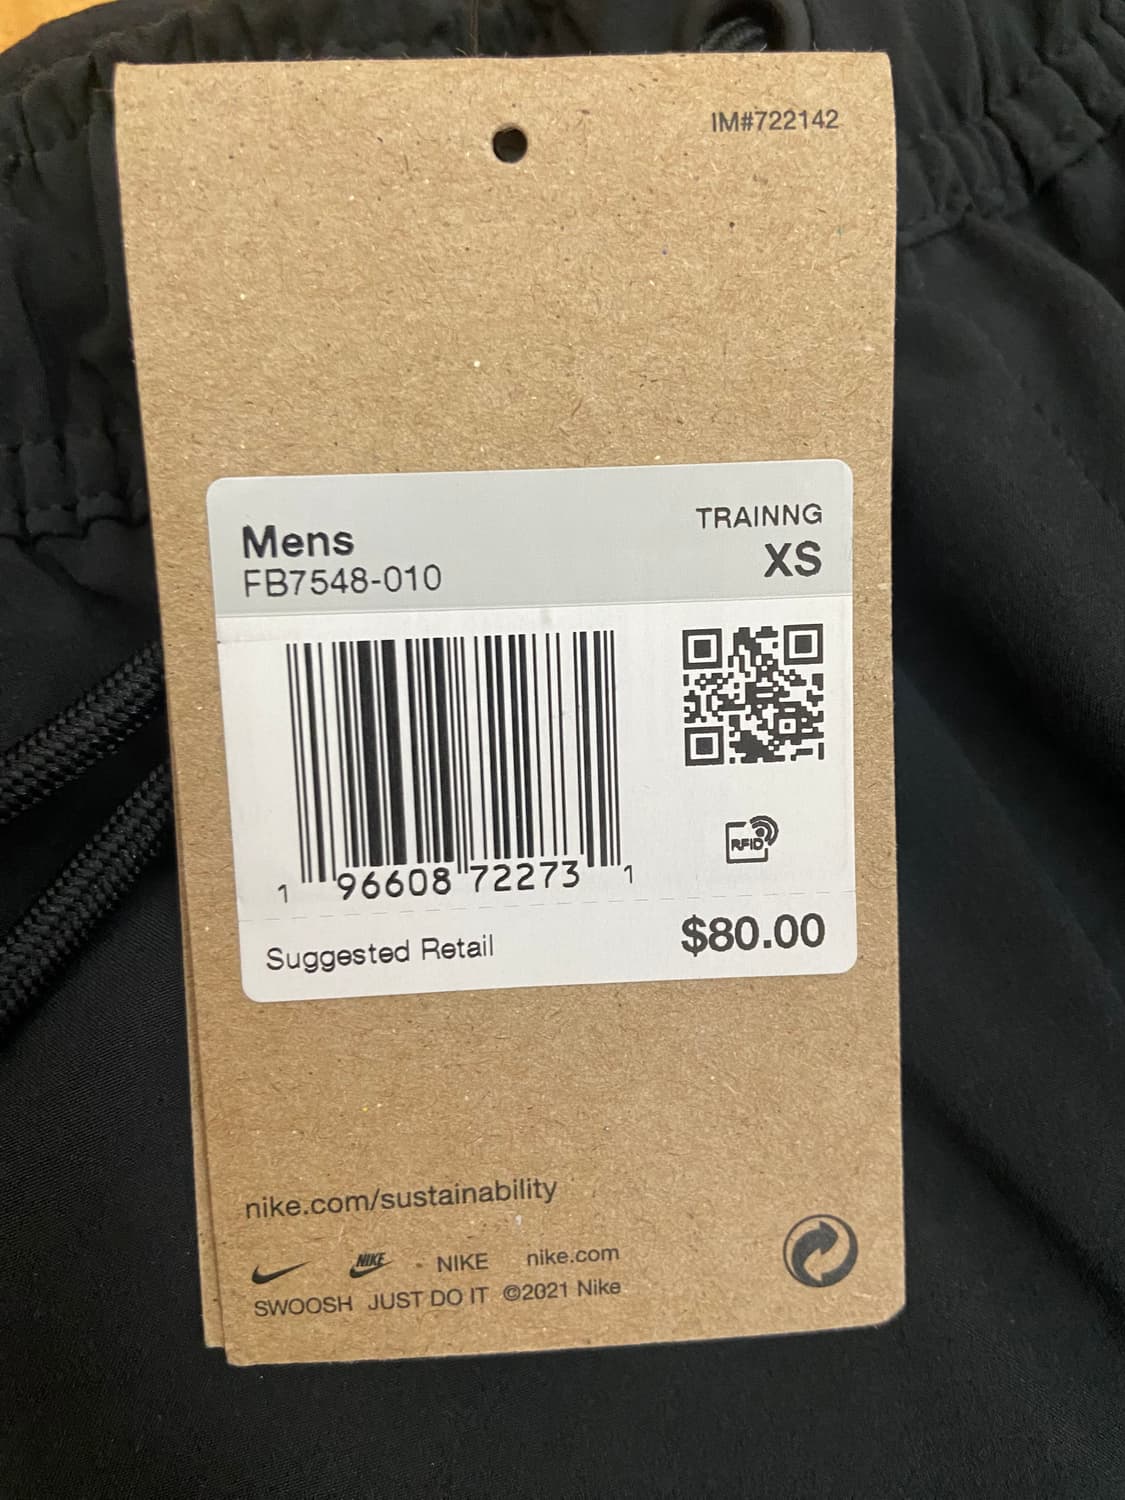 IM#722142
Mens
TRAINNG
FB7548-010
XS
RFID
1 96608 72273 1
Suggested Retail
$80.00
nike.com/sustainability
NIKE NIKE nike.com
SWOOSH JUST DO IT ©2021 Nike